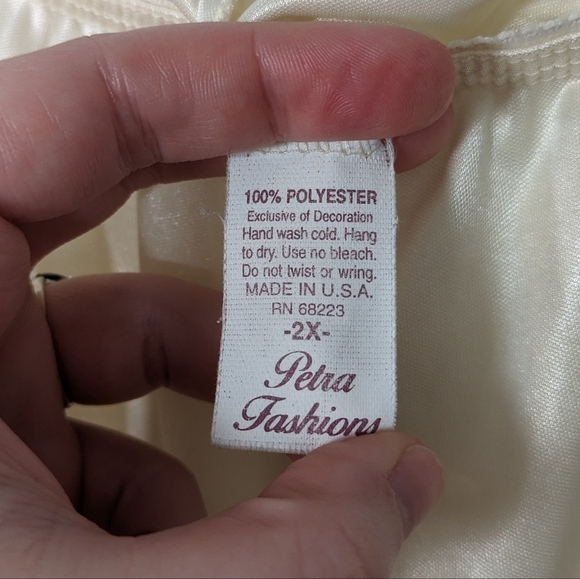 100% POLYESTER
Exclusive of Decoration
Hand wash cold. Hang
to dry. Use no bleach.
Do not twist or wring.
MADE IN U.S.A.
RN 68223
-2X-
Petra
Fashions